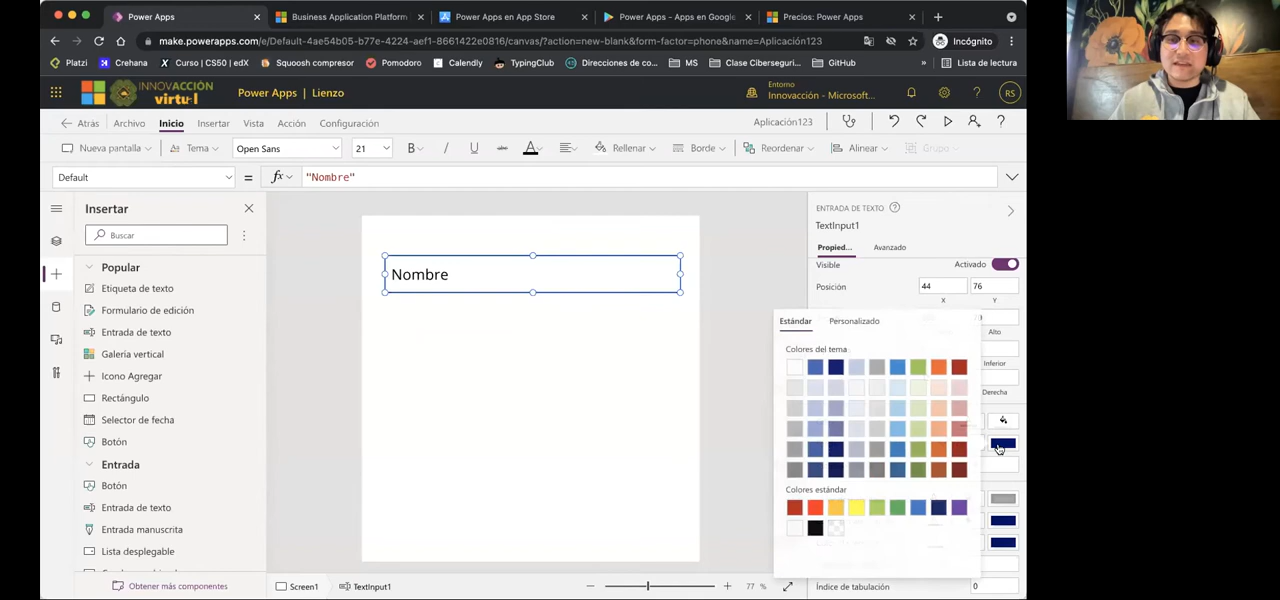 Power Apps
Business Application Platform
Power Apps en App Store
Power Apps - Apps en Google
Precios: Power Apps
make.powerapps.com/e/Default-4ae54b05-b77e-4224-aef1-8661422e0816/canvas/?action=new-blank&form-factor=phone&name=Aplicación123
Incógnito
Platzi
Crehana
Curso | CS50 | edX
Squoosh compresor
Pomodoro
Calendly
TypingClub
Direcciones de co...
MS
Clase Ciberseguri...
GitHub
»
Lista de lectura
INNOVACCIÓN
virtual
Power Apps | Lienzo
Entorno
Innovacción - Microsoft...
RS
Atrás
Archivo
Inicio
Insertar
Vista
Acción
Configuración
Aplicación123
Nueva pantalla
Tema
Open Sans
21
B
I
U
abc
A
Rellenar
Borde
Reordenar
Alinear
Grupo
Default
=
fx
"Nombre"
Insertar
Buscar
Popular
Etiqueta de texto
Formulario de edición
Entrada de texto
Galería vertical
Icono Agregar
Rectángulo
Selector de fecha
Botón
Entrada
Botón
Entrada de texto
Entrada manuscrita
Lista desplegable
Obtener más componentes
Nombre
Screen1
TextInput1
77 %
ENTRADA DE TEXTO
TextInput1
Propied...
Avanzado
Visible
Activado
Posición
44
76
X
Y
Alto
Inferior
Derecha
Estándar
Personalizado
Colores del tema
Colores estándar
Índice de tabulación
0